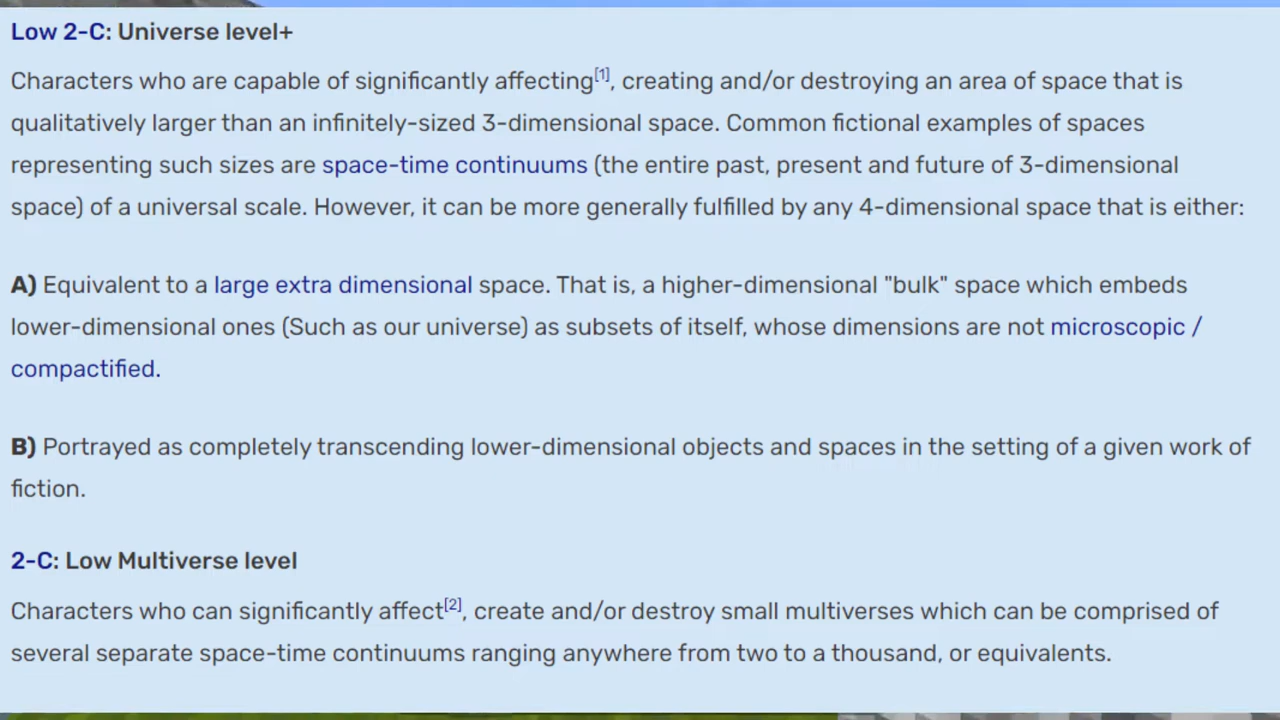 Low 2-C: Universe level+
Characters who are capable of significantly affecting[1], creating and/or destroying an area of space that is
qualitatively larger than an infinitely-sized 3-dimensional space. Common fictional examples of spaces
representing such sizes are space-time continuums (the entire past, present and future of 3-dimensional
space) of a universal scale. However, it can be more generally fulfilled by any 4-dimensional space that is either:
A) Equivalent to a large extra dimensional space. That is, a higher-dimensional "bulk" space which embeds
lower-dimensional ones (Such as our universe) as subsets of itself, whose dimensions are not microscopic /
compactified.
B) Portrayed as completely transcending lower-dimensional objects and spaces in the setting of a given work of
fiction.
2-C: Low Multiverse level
Characters who can significantly affect[2], create and/or destroy small multiverses which can be comprised of
several separate space-time continuums ranging anywhere from two to a thousand, or equivalents.